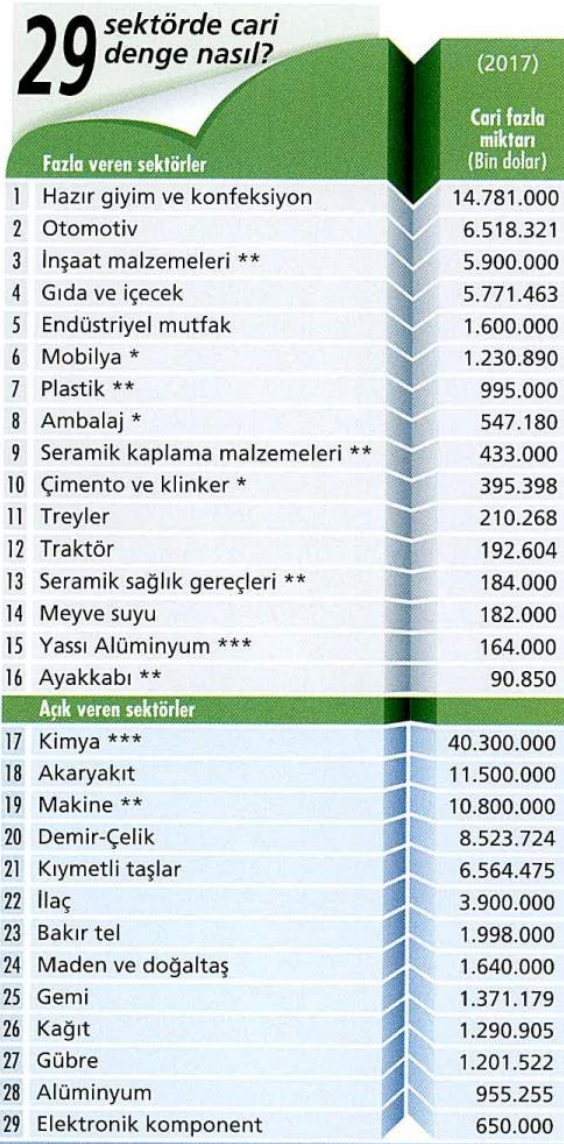 29 sektörde cari
denge nasıl?
(2017)
Cari fazla
miktarı
(Bin dolar)
Fazla veren sektörler
1 Hazır giyim ve konfeksiyon 14.781.000
2 Otomotiv 6.518.321
3 İnşaat malzemeleri ** 5.900.000
4 Gıda ve içecek 5.771.463
5 Endüstriyel mutfak 1.600.000
6 Mobilya * 1.230.890
7 Plastik ** 995.000
8 Ambalaj * 547.180
9 Seramik kaplama malzemeleri ** 433.000
10 Çimento ve klinker * 395.398
11 Treyler 210.268
12 Traktör 192.604
13 Seramik sağlık gereçleri ** 184.000
14 Meyve suyu 182.000
15 Yassı Alüminyum *** 164.000
16 Ayakkabı ** 90.850
Açık veren sektörler
17 Kimya *** 40.300.000
18 Akaryakıt 11.500.000
19 Makine ** 10.800.000
20 Demir-Çelik 8.523.724
21 Kıymetli taşlar 6.564.475
22 İlaç 3.900.000
23 Bakır tel 1.998.000
24 Maden ve doğaltaş 1.640.000
25 Gemi 1.371.179
26 Kağıt 1.290.905
27 Gübre 1.201.522
28 Alüminyum 955.255
29 Elektronik komponent 650.000